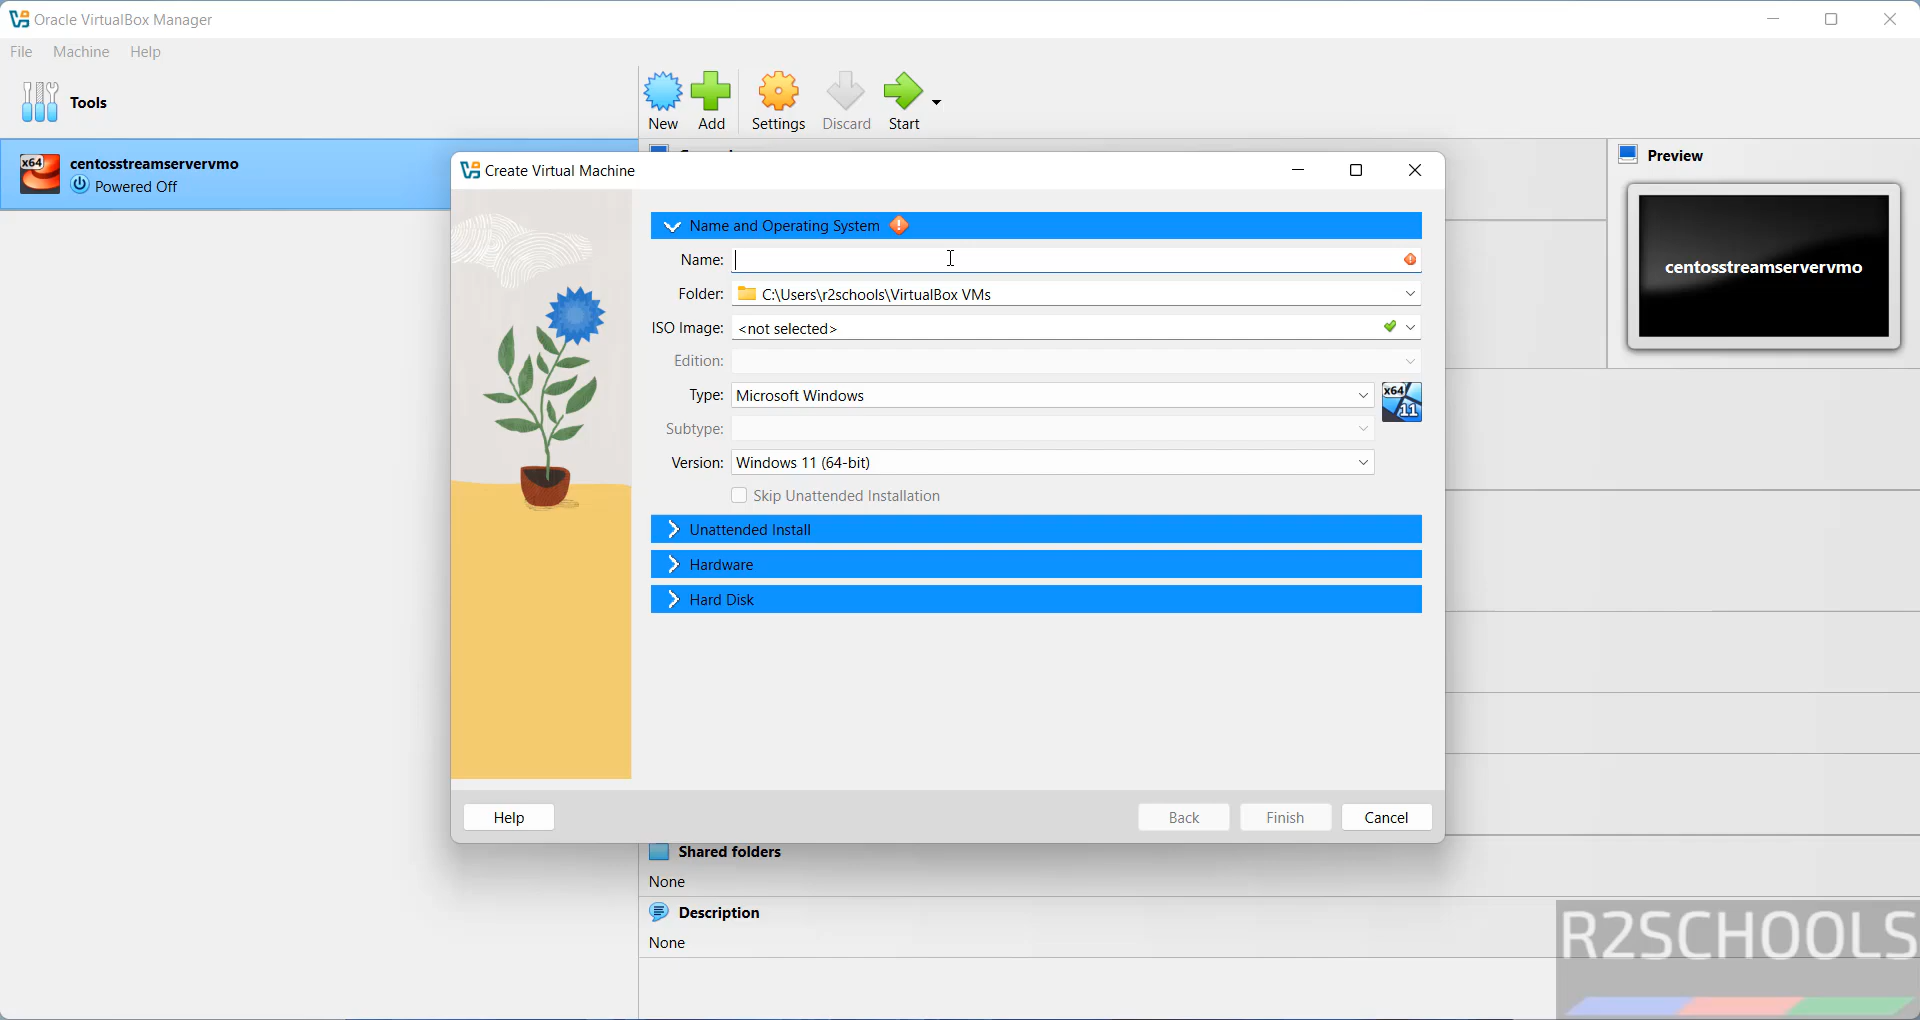 Oracle VirtualBox Manager
File Machine Help
Tools
New Add Settings Discard Start
x64 centosstreamservervmo
Powered Off
Preview
centosstreamservervmo
Create Virtual Machine
Name and Operating System
Name:
Folder: C:\Users\r2schools\VirtualBox VMs
ISO Image: <not selected>
Edition:
Type: Microsoft Windows
x64
11
Subtype:
Version: Windows 11 (64-bit)
Skip Unattended Installation
Unattended Install
Hardware
Hard Disk
Help Back Finish Cancel
Shared folders
None
Description
None
R2SCHOOLS